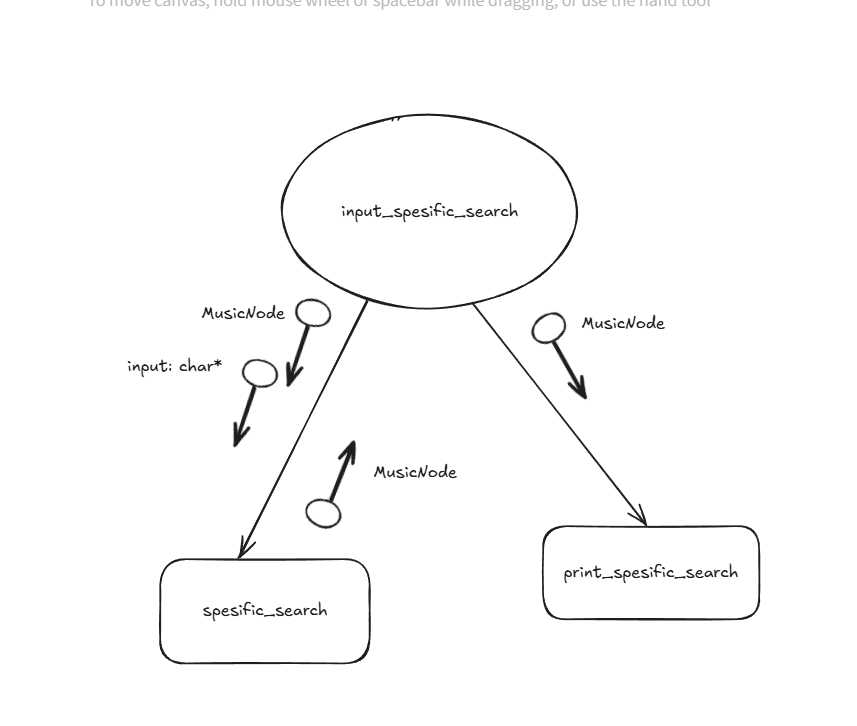 To move canvas, hold mouse wheel or spacebar while dragging, or use the hand tool
input_spesific_search
MusicNode
MusicNode
input: char*
MusicNode
print_spesific_search
spesific_search